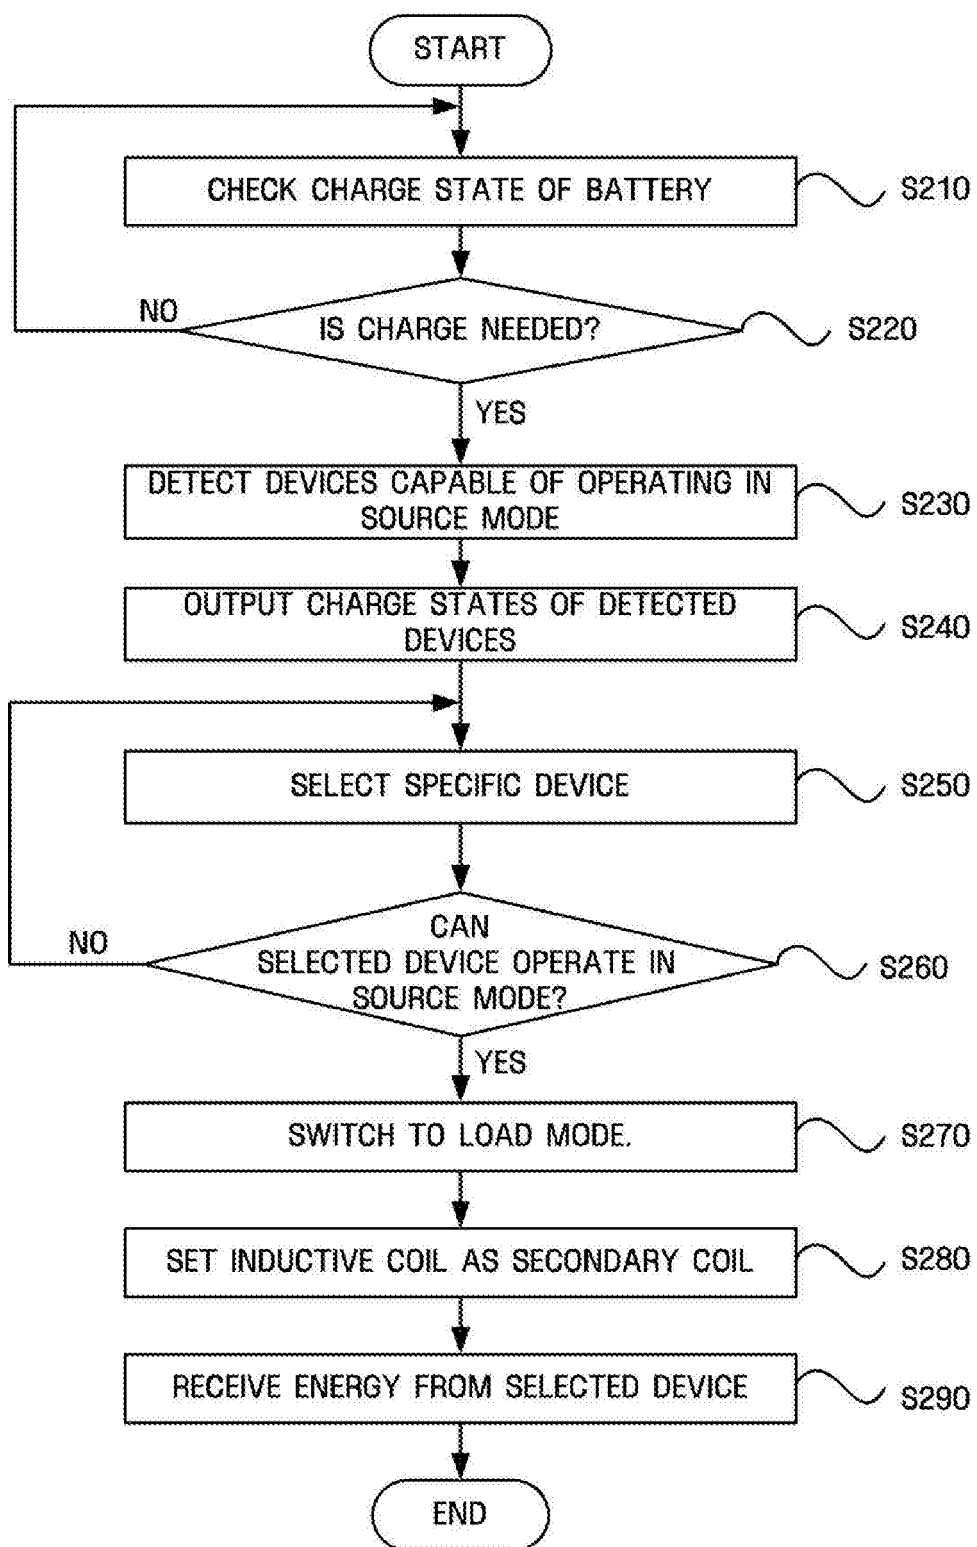 START
CHECK CHARGE STATE OF BATTERY
S210
NO
IS CHARGE NEEDED?
S220
YES
DETECT DEVICES CAPABLE OF OPERATING IN
SOURCE MODE
S230
OUTPUT CHARGE STATES OF DETECTED
DEVICES
S240
SELECT SPECIFIC DEVICE
S250
NO
CAN
SELECTED DEVICE OPERATE IN
SOURCE MODE?
S260
YES
SWITCH TO LOAD MODE.
S270
SET INDUCTIVE COIL AS SECONDARY COIL
S280
RECEIVE ENERGY FROM SELECTED DEVICE
S290
END